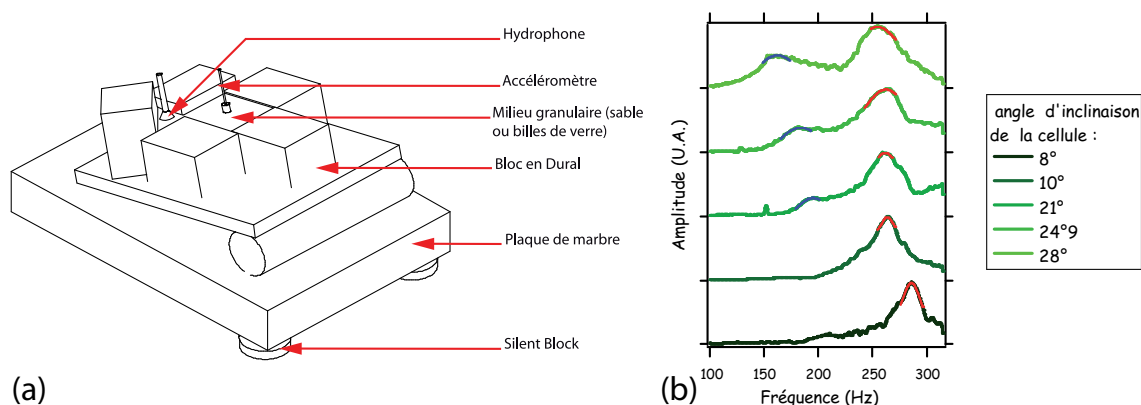 Hydrophone
Accéléromètre
Milieu granulaire (sable
ou billes de verre)
Bloc en Dural
Plaque de marbre
Silent Block
(a)
Amplitude (U.A.)
100
150
200
250
300
Fréquence (Hz)
(b)
angle d'inclinaison
de la cellule :
8°
10°
21°
24°9
28°